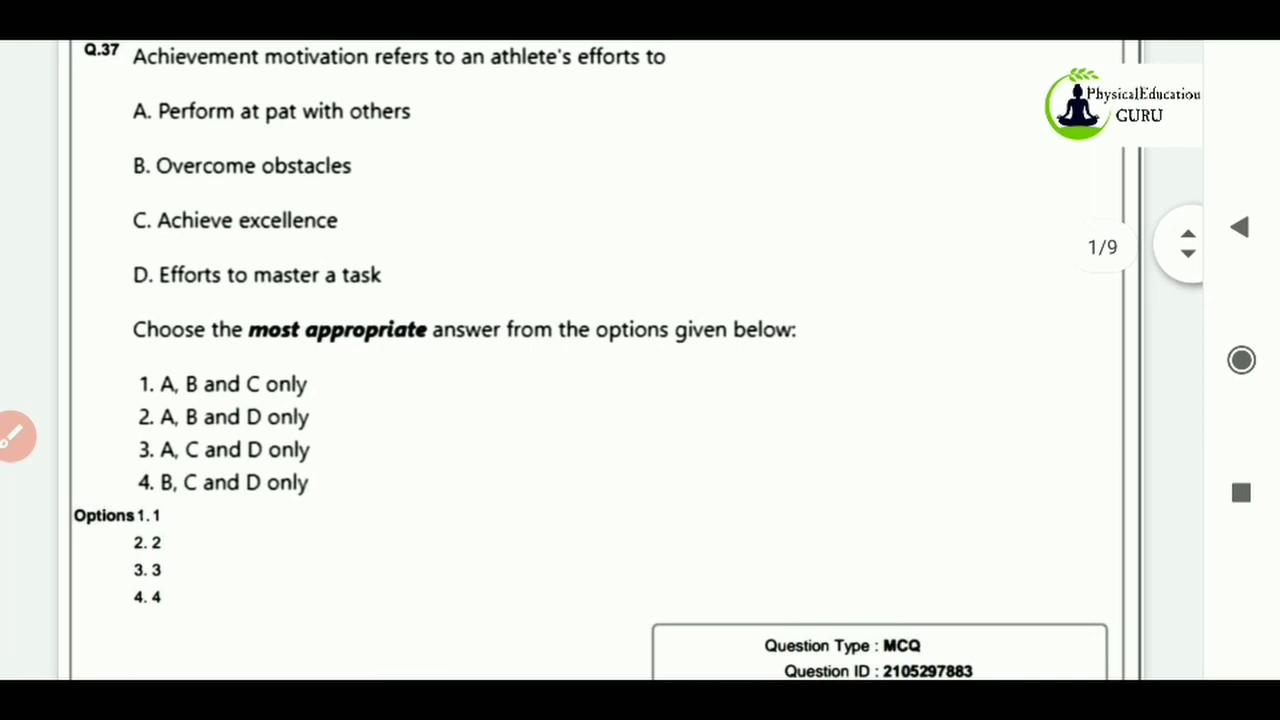 Q.37 Achievement motivation refers to an athlete's efforts to
A. Perform at pat with others
B. Overcome obstacles
C. Achieve excellence
D. Efforts to master a task
Choose the most appropriate answer from the options given below:
1. A, B and C only
2. A, B and D only
3. A, C and D only
4. B, C and D only
Options 1. 1
2. 2
3. 3
4. 4
Question Type : MCQ
Question ID : 2105297883
PhysicalEducation
GURU
1/9